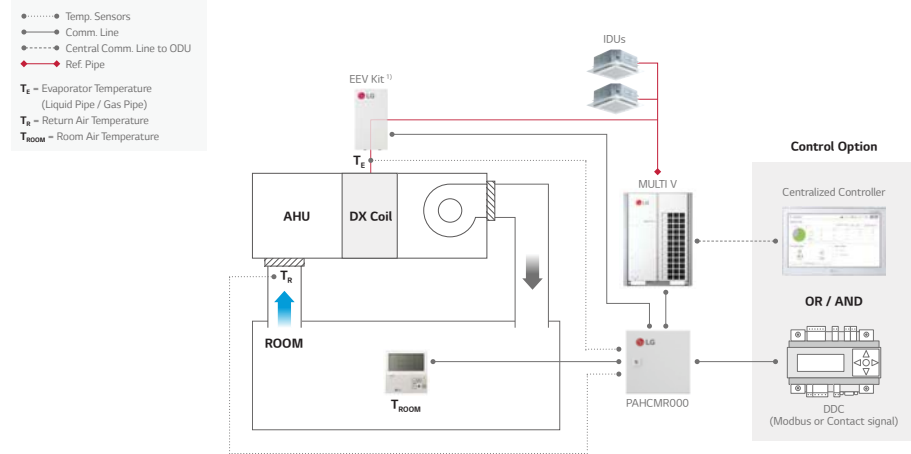 Temp. Sensors
Comm. Line
Central Comm. Line to ODU
Ref. Pipe
TE – Evaporator Temperature
(Liquid Pipe / Gas Pipe)
TR – Return Air Temperature
TROOM – Room Air Temperature
IDUs
EEV Kit 1)
LG
TE
AHU
DX Coil
MULTI V
LG
Control Option
Centralized Controller
TR
ROOM
OR / AND
LG
TROOM
PAHCMR000
DDC
(Modbus or Contact signal)